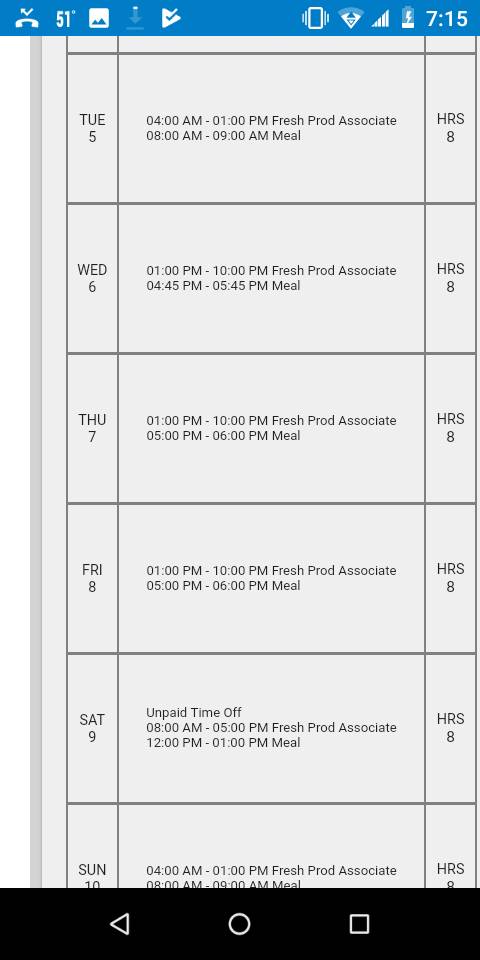 51°
7:15
TUE
5
04:00 AM - 01:00 PM Fresh Prod Associate
08:00 AM - 09:00 AM Meal
HRS
8
WED
6
01:00 PM - 10:00 PM Fresh Prod Associate
04:45 PM - 05:45 PM Meal
HRS
8
THU
7
01:00 PM - 10:00 PM Fresh Prod Associate
05:00 PM - 06:00 PM Meal
HRS
8
FRI
8
01:00 PM - 10:00 PM Fresh Prod Associate
05:00 PM - 06:00 PM Meal
HRS
8
SAT
9
Unpaid Time Off
08:00 AM - 05:00 PM Fresh Prod Associate
12:00 PM - 01:00 PM Meal
HRS
8
SUN
10
04:00 AM - 01:00 PM Fresh Prod Associate
08:00 AM - 09:00 AM Meal
HRS
8